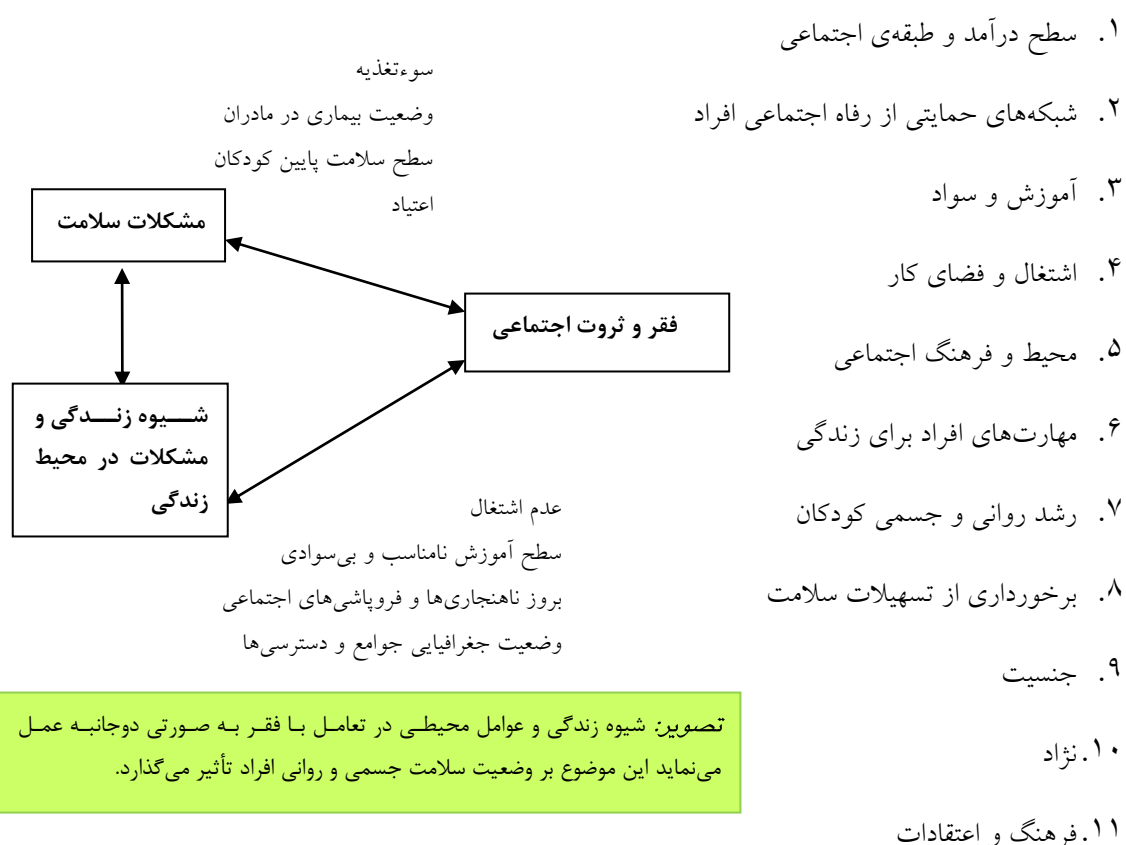 ۱. سطح درآمد و طبقه‌ی اجتماعی
۲. شبکه‌های حمایتی از رفاه اجتماعی افراد
۳. آموزش و سواد
۴. اشتغال و فضای کار
۵. محیط و فرهنگ اجتماعی
۶. مهارت‌های افراد برای زندگی
۷. رشد روانی و جسمی کودکان
۸. برخورداری از تسهیلات سلامت
۹. جنسیت
۱۰. نژاد
۱۱. فرهنگ و اعتقادات
سوءتغذیه
وضعیت بیماری در مادران
سطح سلامت پایین کودکان
اعتیاد
مشکلات سلامت
فقر و ثروت اجتماعی
شیوه زندگی و
مشکلات در محیط
زندگی
عدم اشتغال
سطح آموزش نامناسب و بی‌سوادی
بروز ناهنجاری‌ها و فروپاشی‌های اجتماعی
وضعیت جغرافیایی جوامع و دسترسی‌ها
تصویر: شیوه زندگی و عوامل محیطی در تعامل با فقر به صورتی دوجانبه عمل
می‌نماید این موضوع بر وضعیت سلامت جسمی و روانی افراد تأثیر می‌گذارد.